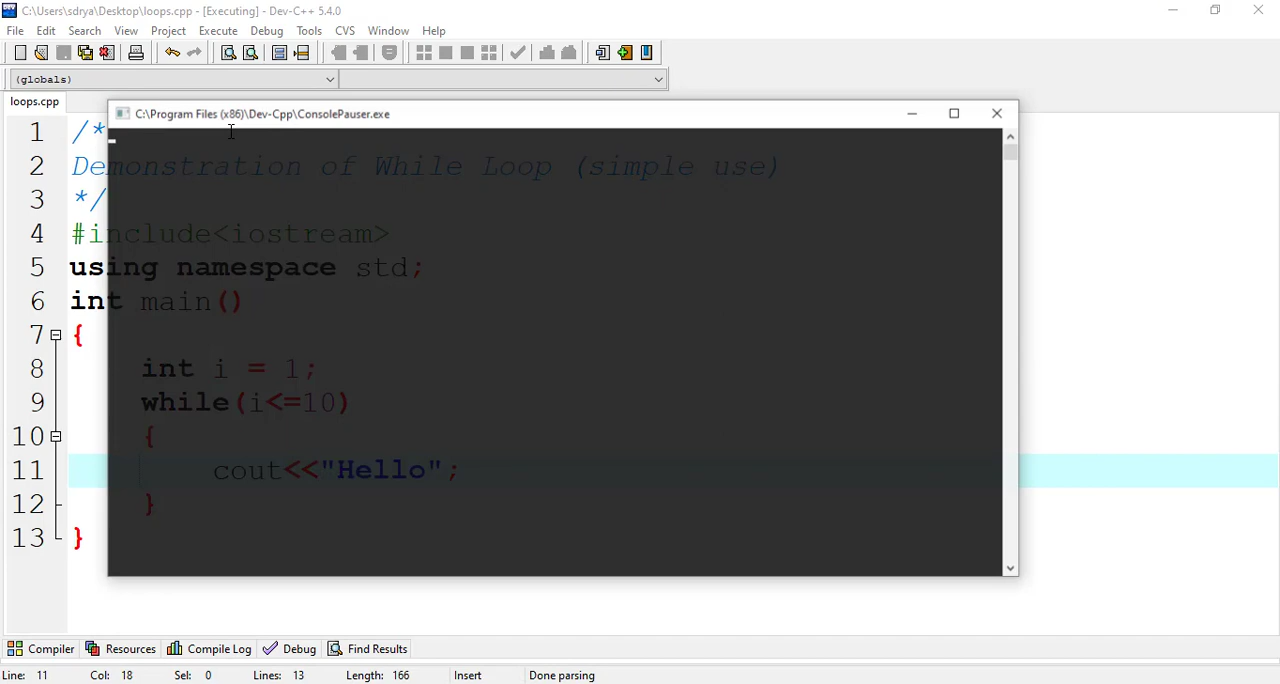 C:\Users\sdrya\Desktop\loops.cpp - [Executing] - Dev-C++ 5.4.0
File Edit Search View Project Execute Debug Tools CVS Window Help
(globals)
loops.cpp
C:\Program Files (x86)\Dev-Cpp\ConsolePauser.exe
1 /*
2 Demonstration of While Loop (simple use)
3 */
4 #include<iostream>
5 using namespace std;
6 int main()
7 {
8 int i = 1;
9 while(i<=10)
10 {
11 cout<<"Hello";
12 }
13 }
Compiler Resources Compile Log Debug Find Results
Line: 11 Col: 18 Sel: 0 Lines: 13 Length: 166 Insert Done parsing